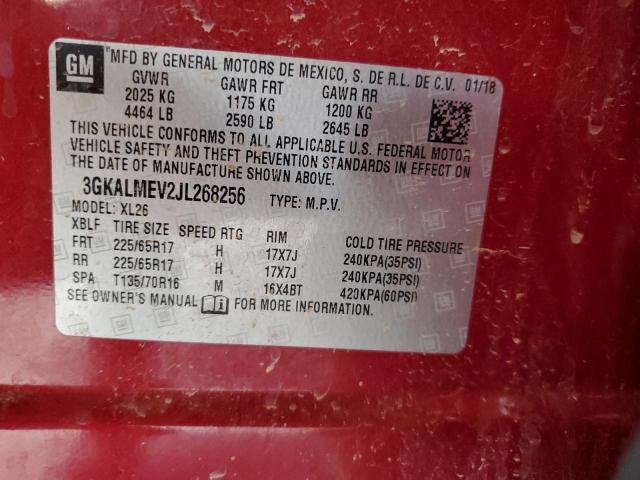 GM
"MFD BY GENERAL MOTORS DE MEXICO, S. DE R.L. DE C.V. 01/18
GVWR GAWR FRT GAWR RR
2025 KG 1175 KG 1200 KG
4464 LB 2590 LB 2645 LB
THIS VEHICLE CONFORMS TO ALL APPLICABLE U.S. FEDERAL MOTOR
VEHICLE SAFETY AND THEFT PREVENTION STANDARDS IN EFFECT ON
THE DATE OF MANUFACTURE SHOWN ABOVE.
3GKALMEV2JL268256 TYPE: M.P.V.
MODEL: XL26
XBLF TIRE SIZE SPEED RTG RIM COLD TIRE PRESSURE
FRT 225/65R17 H 17X7J 240KPA(35PSI)
RR 225/65R17 H 17X7J 240KPA(35PSI)
SPA T135/70R16 M 16X4BT 420KPA(60PSI)
SEE OWNER'S MANUAL FOR MORE INFORMATION.